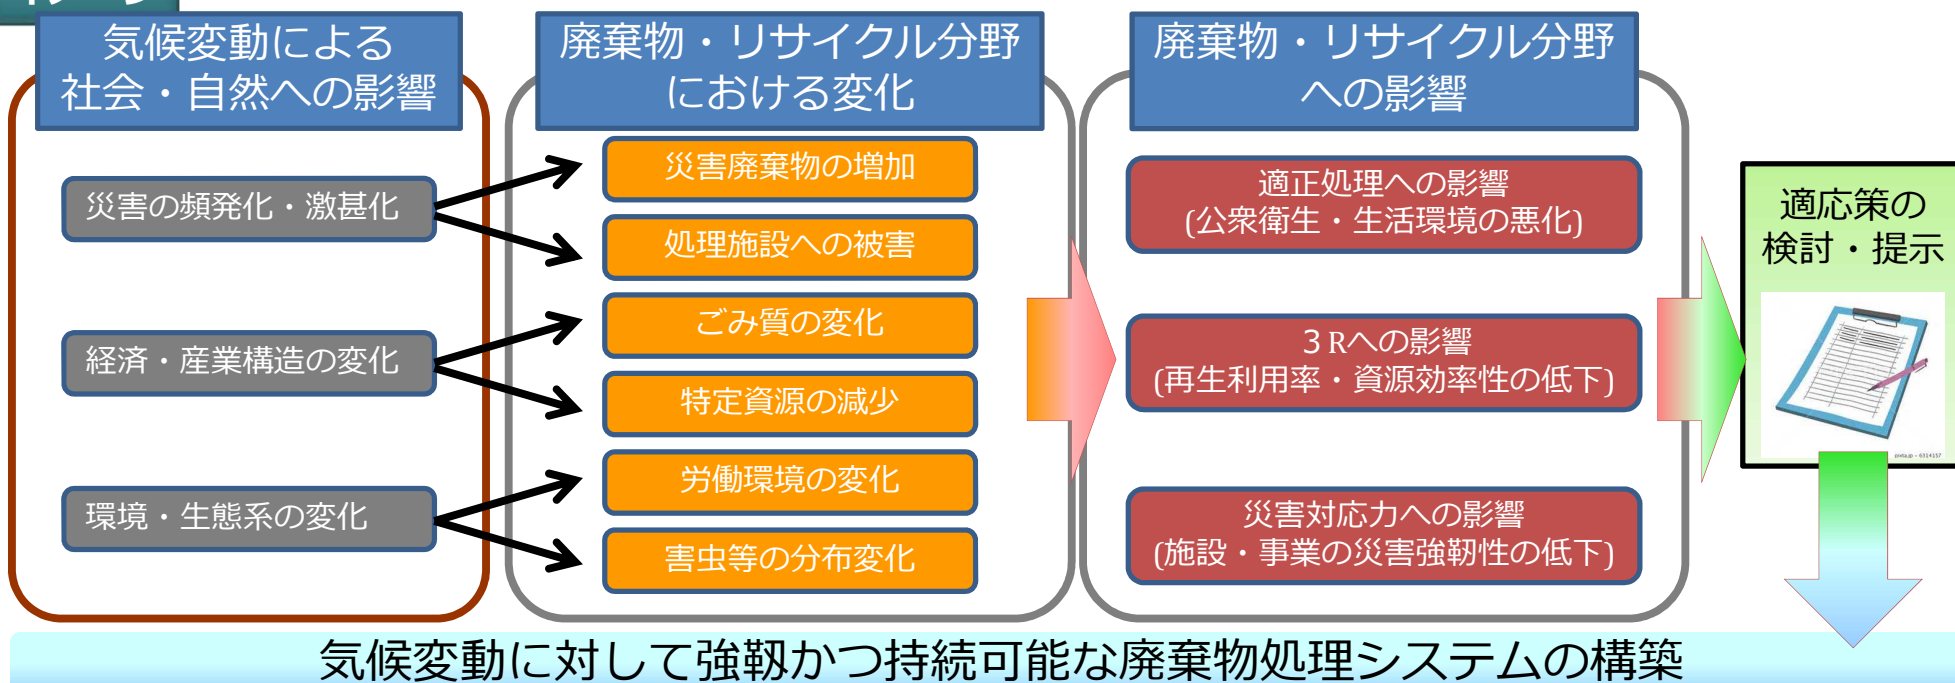 気候変動による
社会・自然への影響
災害の頻発化・激甚化
経済・産業構造の変化
環境・生態系の変化
廃棄物・リサイクル分野
における変化
災害廃棄物の増加
処理施設への被害
ごみ質の変化
特定資源の減少
労働環境の変化
害虫等の分布変化
廃棄物・リサイクル分野
への影響
適正処理への影響
(公衆衛生・生活環境の悪化)
３Rへの影響
(再生利用率・資源効率性の低下)
災害対応力への影響
(施設・事業の災害強靭性の低下)
適応策の
検討・提示
気候変動に対して強靱かつ持続可能な廃棄物処理システムの構築